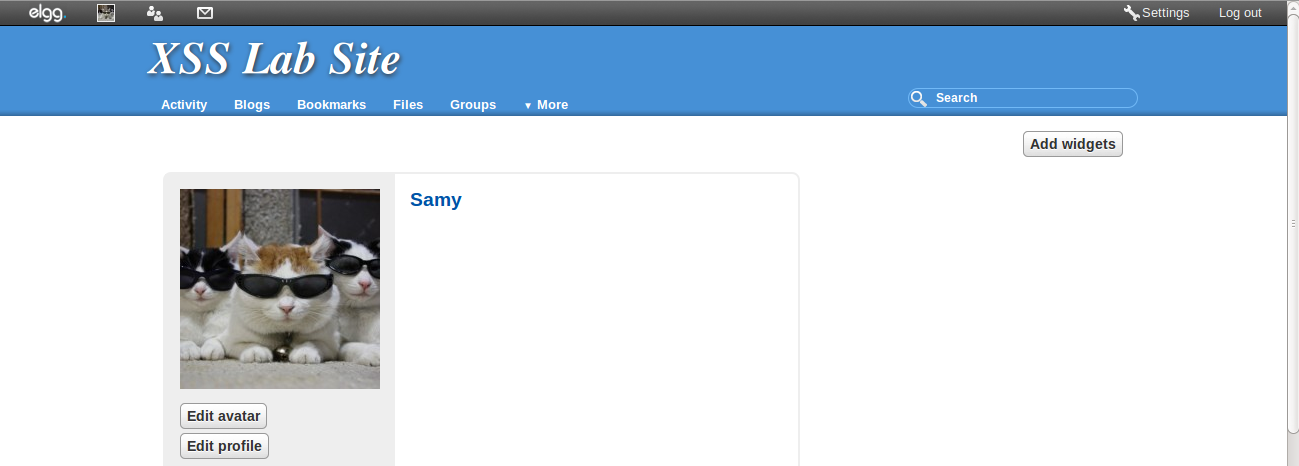 elgg.
Settings
Log out
XSS Lab Site
Activity
Blogs
Bookmarks
Files
Groups
▼ More
Search
Add widgets
Samy
Edit avatar
Edit profile